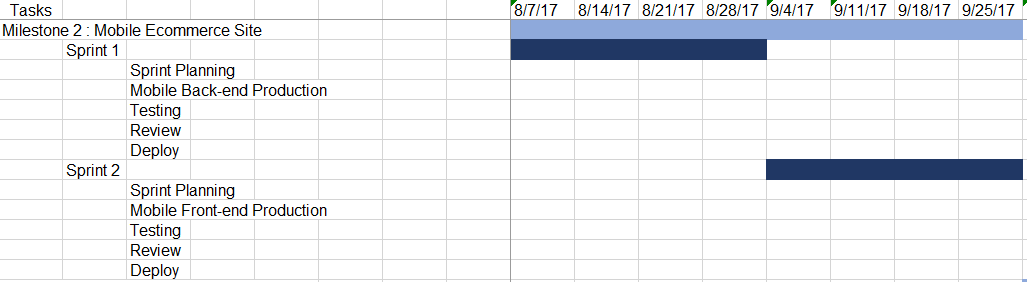 Tasks 8/7/17 8/14/17 8/21/17 8/28/17 9/4/17 9/11/17 9/18/17 9/25/17
Milestone 2 : Mobile Ecommerce Site
Sprint 1
Sprint Planning
Mobile Back-end Production
Testing
Review
Deploy
Sprint 2
Sprint Planning
Mobile Front-end Production
Testing
Review
Deploy